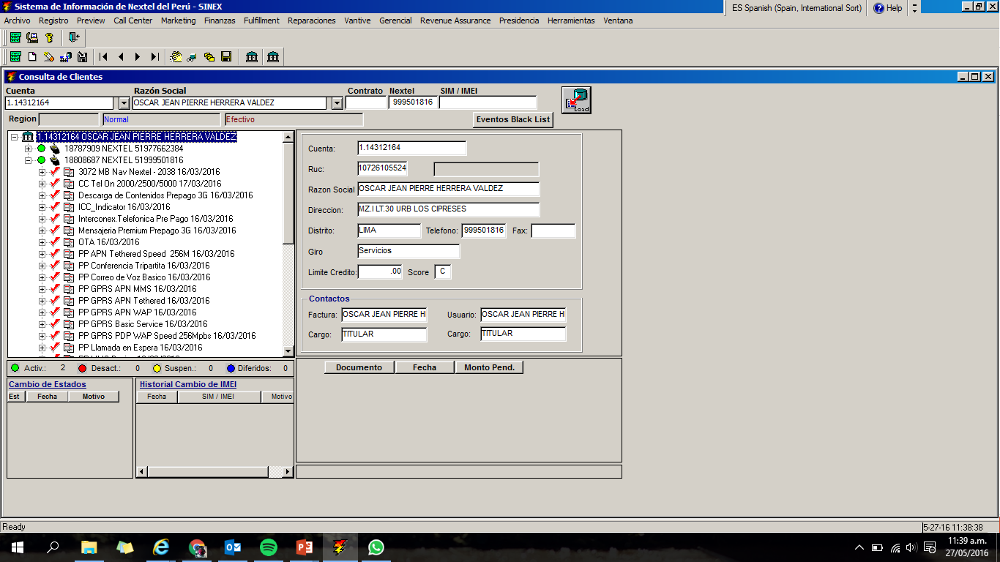 Sistema de Información de Nextel del Perú - SINEX
ES Spanish (Spain, International Sort) Help
Archivo Registro Preview Call Center Marketing Finanzas Fulfillment Reparaciones Vantive Gerencial Revenue Assurance Presidencia Herramientas Ventana
Consulta de Clientes
Cuenta Razón Social Contrato Nextel SIM / IMEI
1.14312164 OSCAR JEAN PIERRE HERRERA VALDEZ 999501816
Load
Region Normal Efectivo Eventos Black List
1.14312164 OSCAR JEAN PIERRE HERRERA VALDEZ
18787909 NEXTEL 51977662384
18808687 NEXTEL 51999501816
3072 MB Nav Nextel - 2038 16/03/2016
CC Tel On 2000/2500/5000 17/03/2016
Descarga de Contenidos Prepago 3G 16/03/2016
ICC_Indicator 16/03/2016
Interconex.Telefonica Pre Pago 16/03/2016
Mensajeria Premium Prepago 3G 16/03/2016
OTA 16/03/2016
PP APN Tethered Speed 256M 16/03/2016
PP Conferencia Tripartita 16/03/2016
PP Correo de Voz Basico 16/03/2016
PP GPRS APN MMS 16/03/2016
PP GPRS APN Tethered 16/03/2016
PP GPRS APN WAP 16/03/2016
PP GPRS Basic Service 16/03/2016
PP GPRS PDP WAP Speed 256Mpbs 16/03/2016
PP Llamada en Espera 16/03/2016
Activ.: 2 Desact.: 0 Suspen.: 0 Diferidos: 0
Cambio de Estados
Est Fecha Motivo
Historial Cambio de IMEI
Fecha SIM / IMEI Motivo
Cuenta: 1.14312164
Ruc: 10726105524
Razon Social OSCAR JEAN PIERRE HERRERA VALDEZ
Direccion: MZ.I LT.30 URB LOS CIPRESES
Distrito: LIMA Telefono: 999501816 Fax:
Giro Servicios
Limite Credito: .00 Score C
Contactos
Factura: OSCAR JEAN PIERRE H Usuario: OSCAR JEAN PIERRE H
Cargo: TITULAR Cargo: TITULAR
Documento Fecha Monto Pend.
Ready 5-27-16 11:38:38
11:39 a.m.
27/05/2016